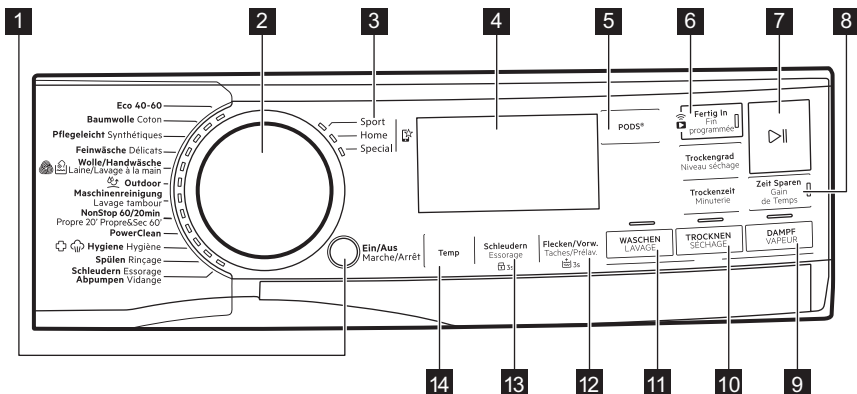 1
2
3
4
5
6
7
8
Eco 40-60
Baumwolle Coton
Pflegeleicht Synthétiques
Feinwäsche Délicats
Wolle/Handwäsche
Laine/Lavage à la main
Outdoor
Maschinenreinigung
Lavage tambour
NonStop 60/20min
Propre 20' Propre&Sec 60'
PowerClean
Hygiene Hygiène
Spülen Rinçage
Schleudern Essorage
Abpumpen Vidange
Sport
Home
Special
Ein/Aus
Marche/Arrêt
Temp
Schleudern
Essorage
3s
Flecken/Vorw.
Taches/Prélav.
3s
PODS®
Fertig In
Fin
programmée
Trockengrad
Niveau séchage
Trockenzeit
Minuterie
Zeit Sparen
Gain
de Temps
WASCHEN
LAVAGE
TROCKNEN
SÉCHAGE
DAMPF
VAPEUR
14
13
12
11
10
9